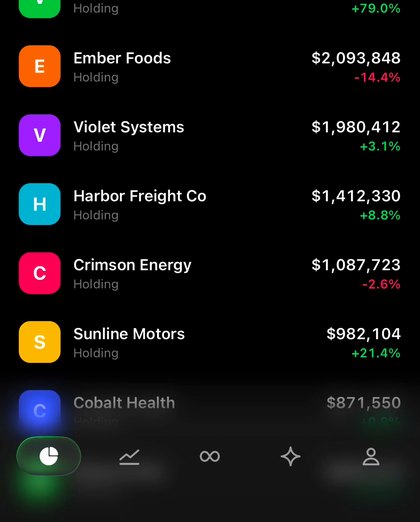 V
Holding
+79.0%
E
Ember Foods
$2,093,848
Holding
-14.4%
V
Violet Systems
$1,980,412
Holding
+3.1%
H
Harbor Freight Co
$1,412,330
Holding
+8.8%
C
Crimson Energy
$1,087,723
Holding
-2.6%
S
Sunline Motors
$982,104
Holding
+21.4%
C
Cobalt Health
$871,550
Holding